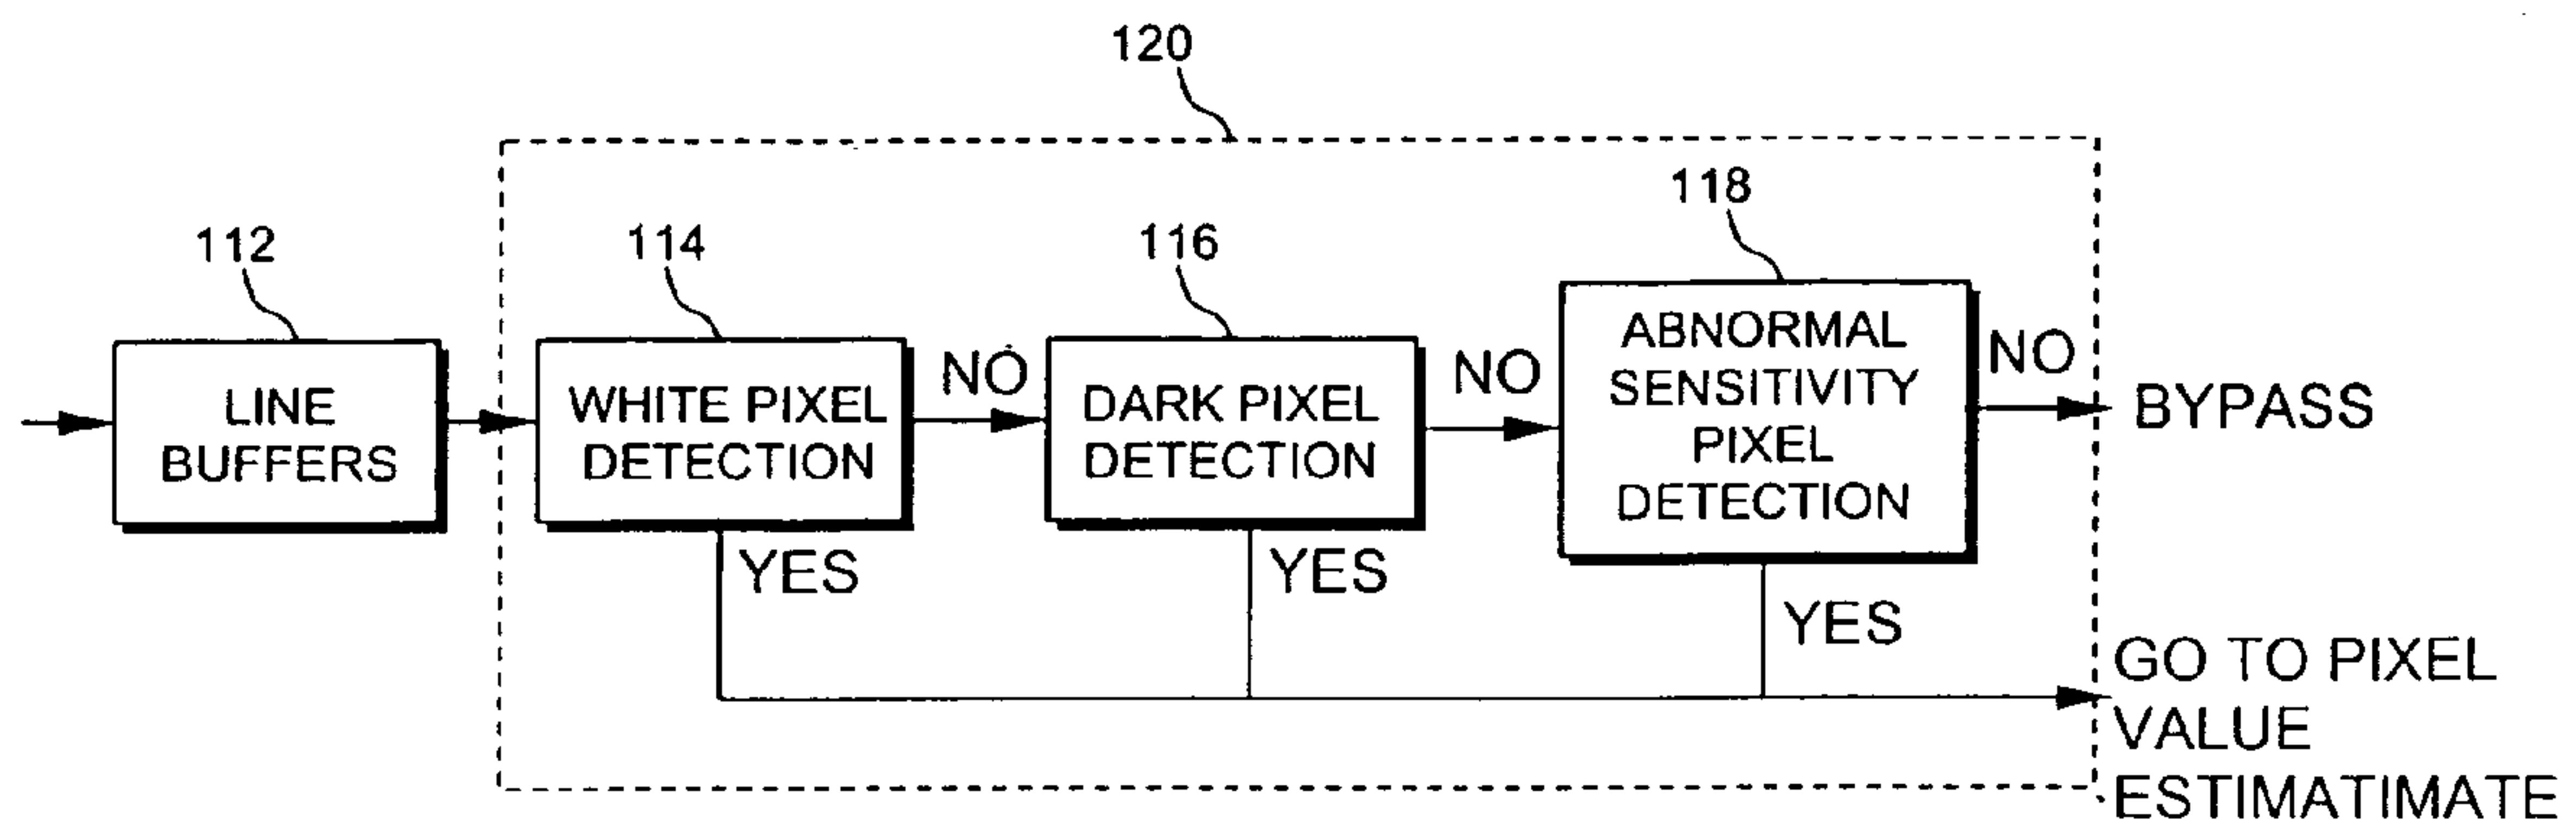 120
118
112
114
116
LINE
BUFFERS
WHITE PIXEL
DETECTION
NO
DARK PIXEL
DETECTION
NO
ABNORMAL
SENSITIVITY
PIXEL
DETECTION
NO
BYPASS
YES
YES
YES
GO TO PIXEL
VALUE
ESTIMATIMATE